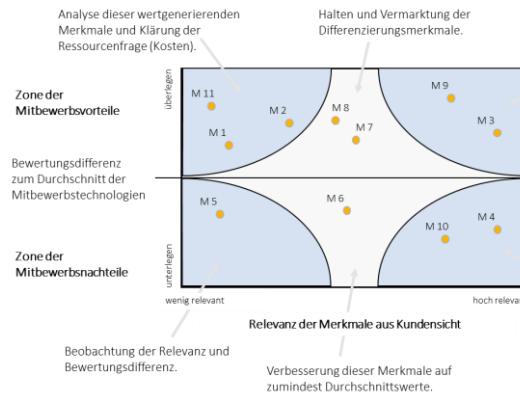 Analyse dieser wertgenerierenden
Merkmale und Klärung der
Ressourcenfrage (Kosten).
Halten und Vermarktung der
Differenzierungsmerkmale.
Zone der
Mitbewerbsvorteile
überlegen
M 11
M 1
M 2
M 8
M 7
M 9
M 3
Bewertungsdifferenz
zum Durchschnitt der
Mitbewerbstechnologien
M 5
M 6
M 10
M 4
Zone der
Mitbewerbsnachteile
unterlegen
wenig relevant
hoch relevant
Relevanz der Merkmale aus Kundensicht
Beobachtung der Relevanz und
Bewertungsdifferenz.
Verbesserung dieser Merkmale auf
zumindest Durchschnittswerte.